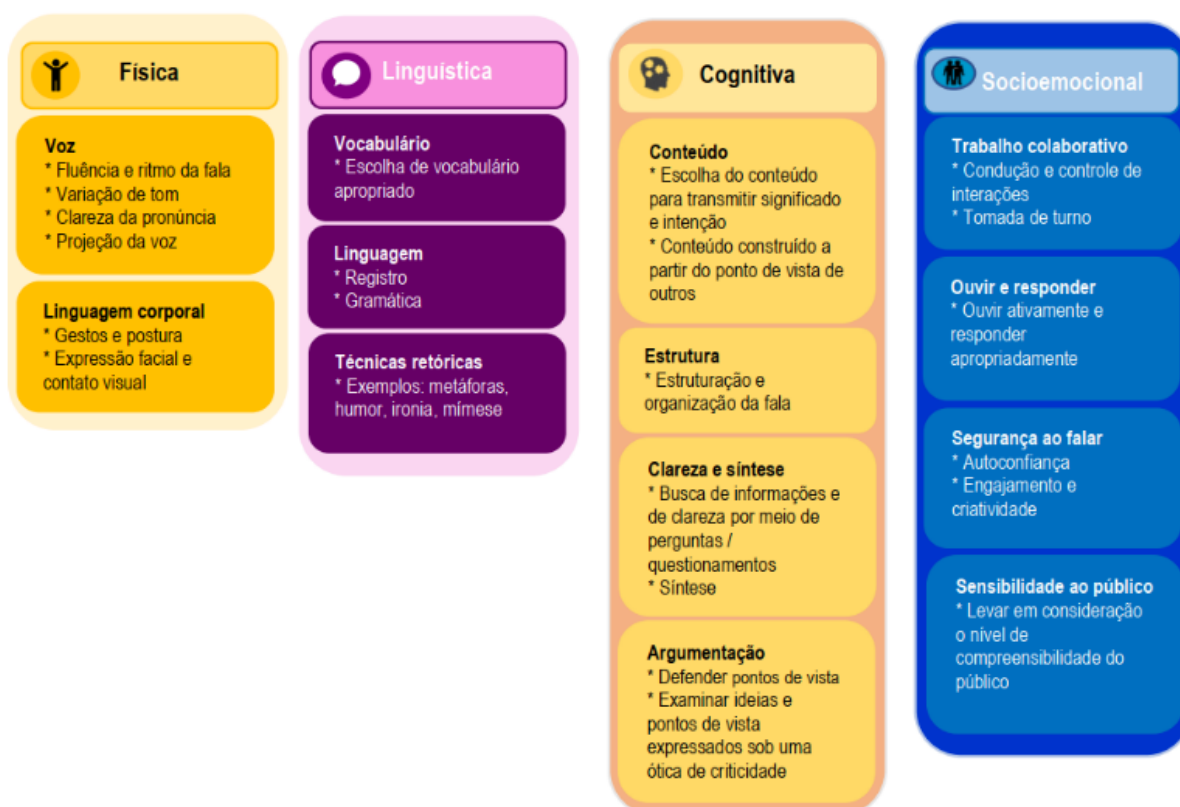 Física
Voz
* Fluência e ritmo da fala
* Variação de tom
* Clareza da pronúncia
* Projeção da voz
Linguagem corporal
* Gestos e postura
* Expressão facial e
contato visual
Linguística
Vocabulário
* Escolha de vocabulário
apropriado
Linguagem
* Registro
* Gramática
Técnicas retóricas
* Exemplos: metáforas,
humor, ironia, mímese
Cognitiva
Conteúdo
* Escolha do conteúdo
para transmitir significado
e intenção
* Conteúdo construído a
partir do ponto de vista de
outros
Estrutura
* Estruturação e
organização da fala
Clareza e síntese
* Busca de informações e
de clareza por meio de
perguntas /
questionamentos
* Síntese
Argumentação
* Defender pontos de vista
* Examinar ideias e
pontos de vista
expressados sob uma
ótica de criticidade
Socioemocional
Trabalho colaborativo
* Condução e controle de
interações
* Tomada de turno
Ouvir e responder
* Ouvir ativamente e
responder
apropriadamente
Segurança ao falar
* Autoconfiança
* Engajamento e
criatividade
Sensibilidade ao público
* Levar em consideração
o nível de
compreensibilidade do
público